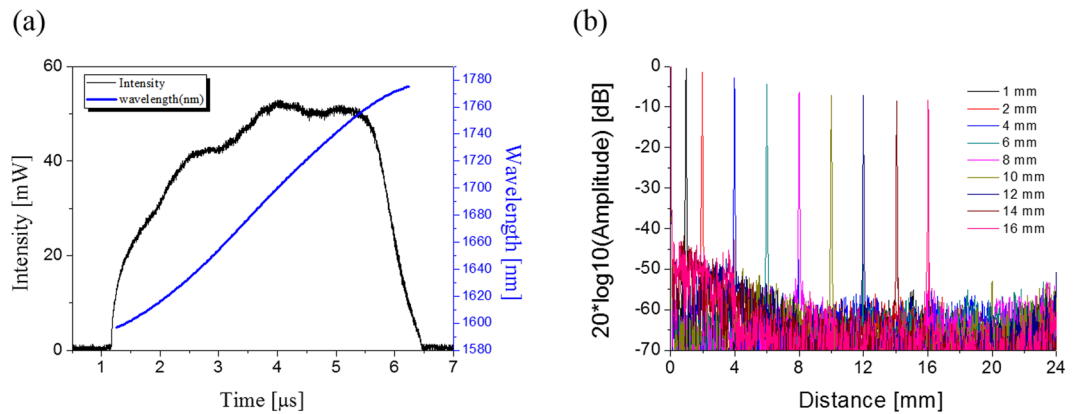 (a)
60
40
20
0
Intensity [mW]
Intensity
wavelength(nm)
1780
1760
1740
1720
1700
1680
1660
1640
1620
1600
1580
Wavelength [nm]
1 2 3 4 5 6 7
Time [μs]
(b)
0
-10
-20
-30
-40
-50
-60
-70
20*log10(Amplitude) [dB]
1 mm
2 mm
4 mm
6 mm
8 mm
10 mm
12 mm
14 mm
16 mm
0 4 8 12 16 20 24
Distance [mm]